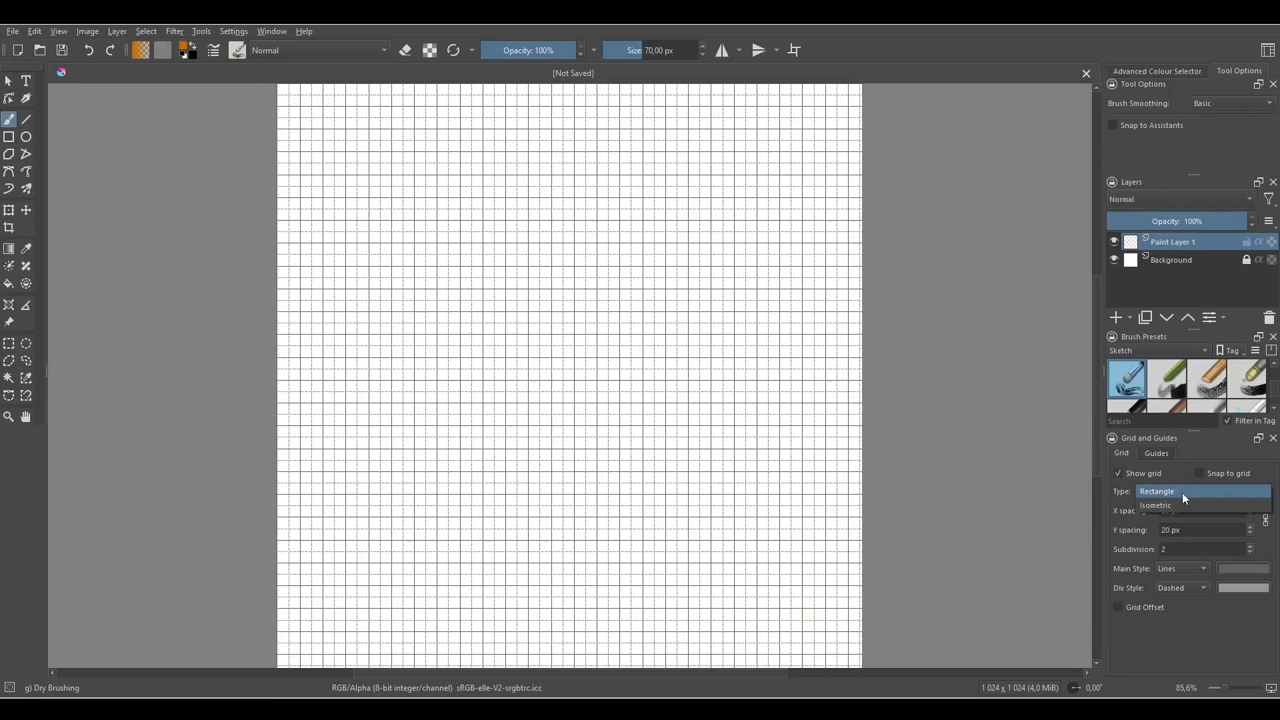 File Edit View Image Layer Select Filter Tools Settings Window Help
Normal Opacity: 100% Size: 70,00 px
[Not Saved]
Advanced Colour Selector Tool Options
Tool Options
Brush Smoothing: Basic
Snap to Assistants
Layers
Normal
Opacity: 100%
Paint Layer 1
Background
Brush Presets
Sketch Tag
Search Filter in Tag
Grid and Guides
Grid Guides
Show grid Snap to grid
Type: Rectangle
Isometric
X spac
Y spacing: 20 px
Subdivision: 2
Main Style: Lines
Div Style: Dashed
Grid Offset
g) Dry Brushing RGB/Alpha (8-bit integer/channel) sRGB-elle-V2-srgbtrc.icc 1 024 x 1 024 (4,0 MiB) 0,00° 85,6%